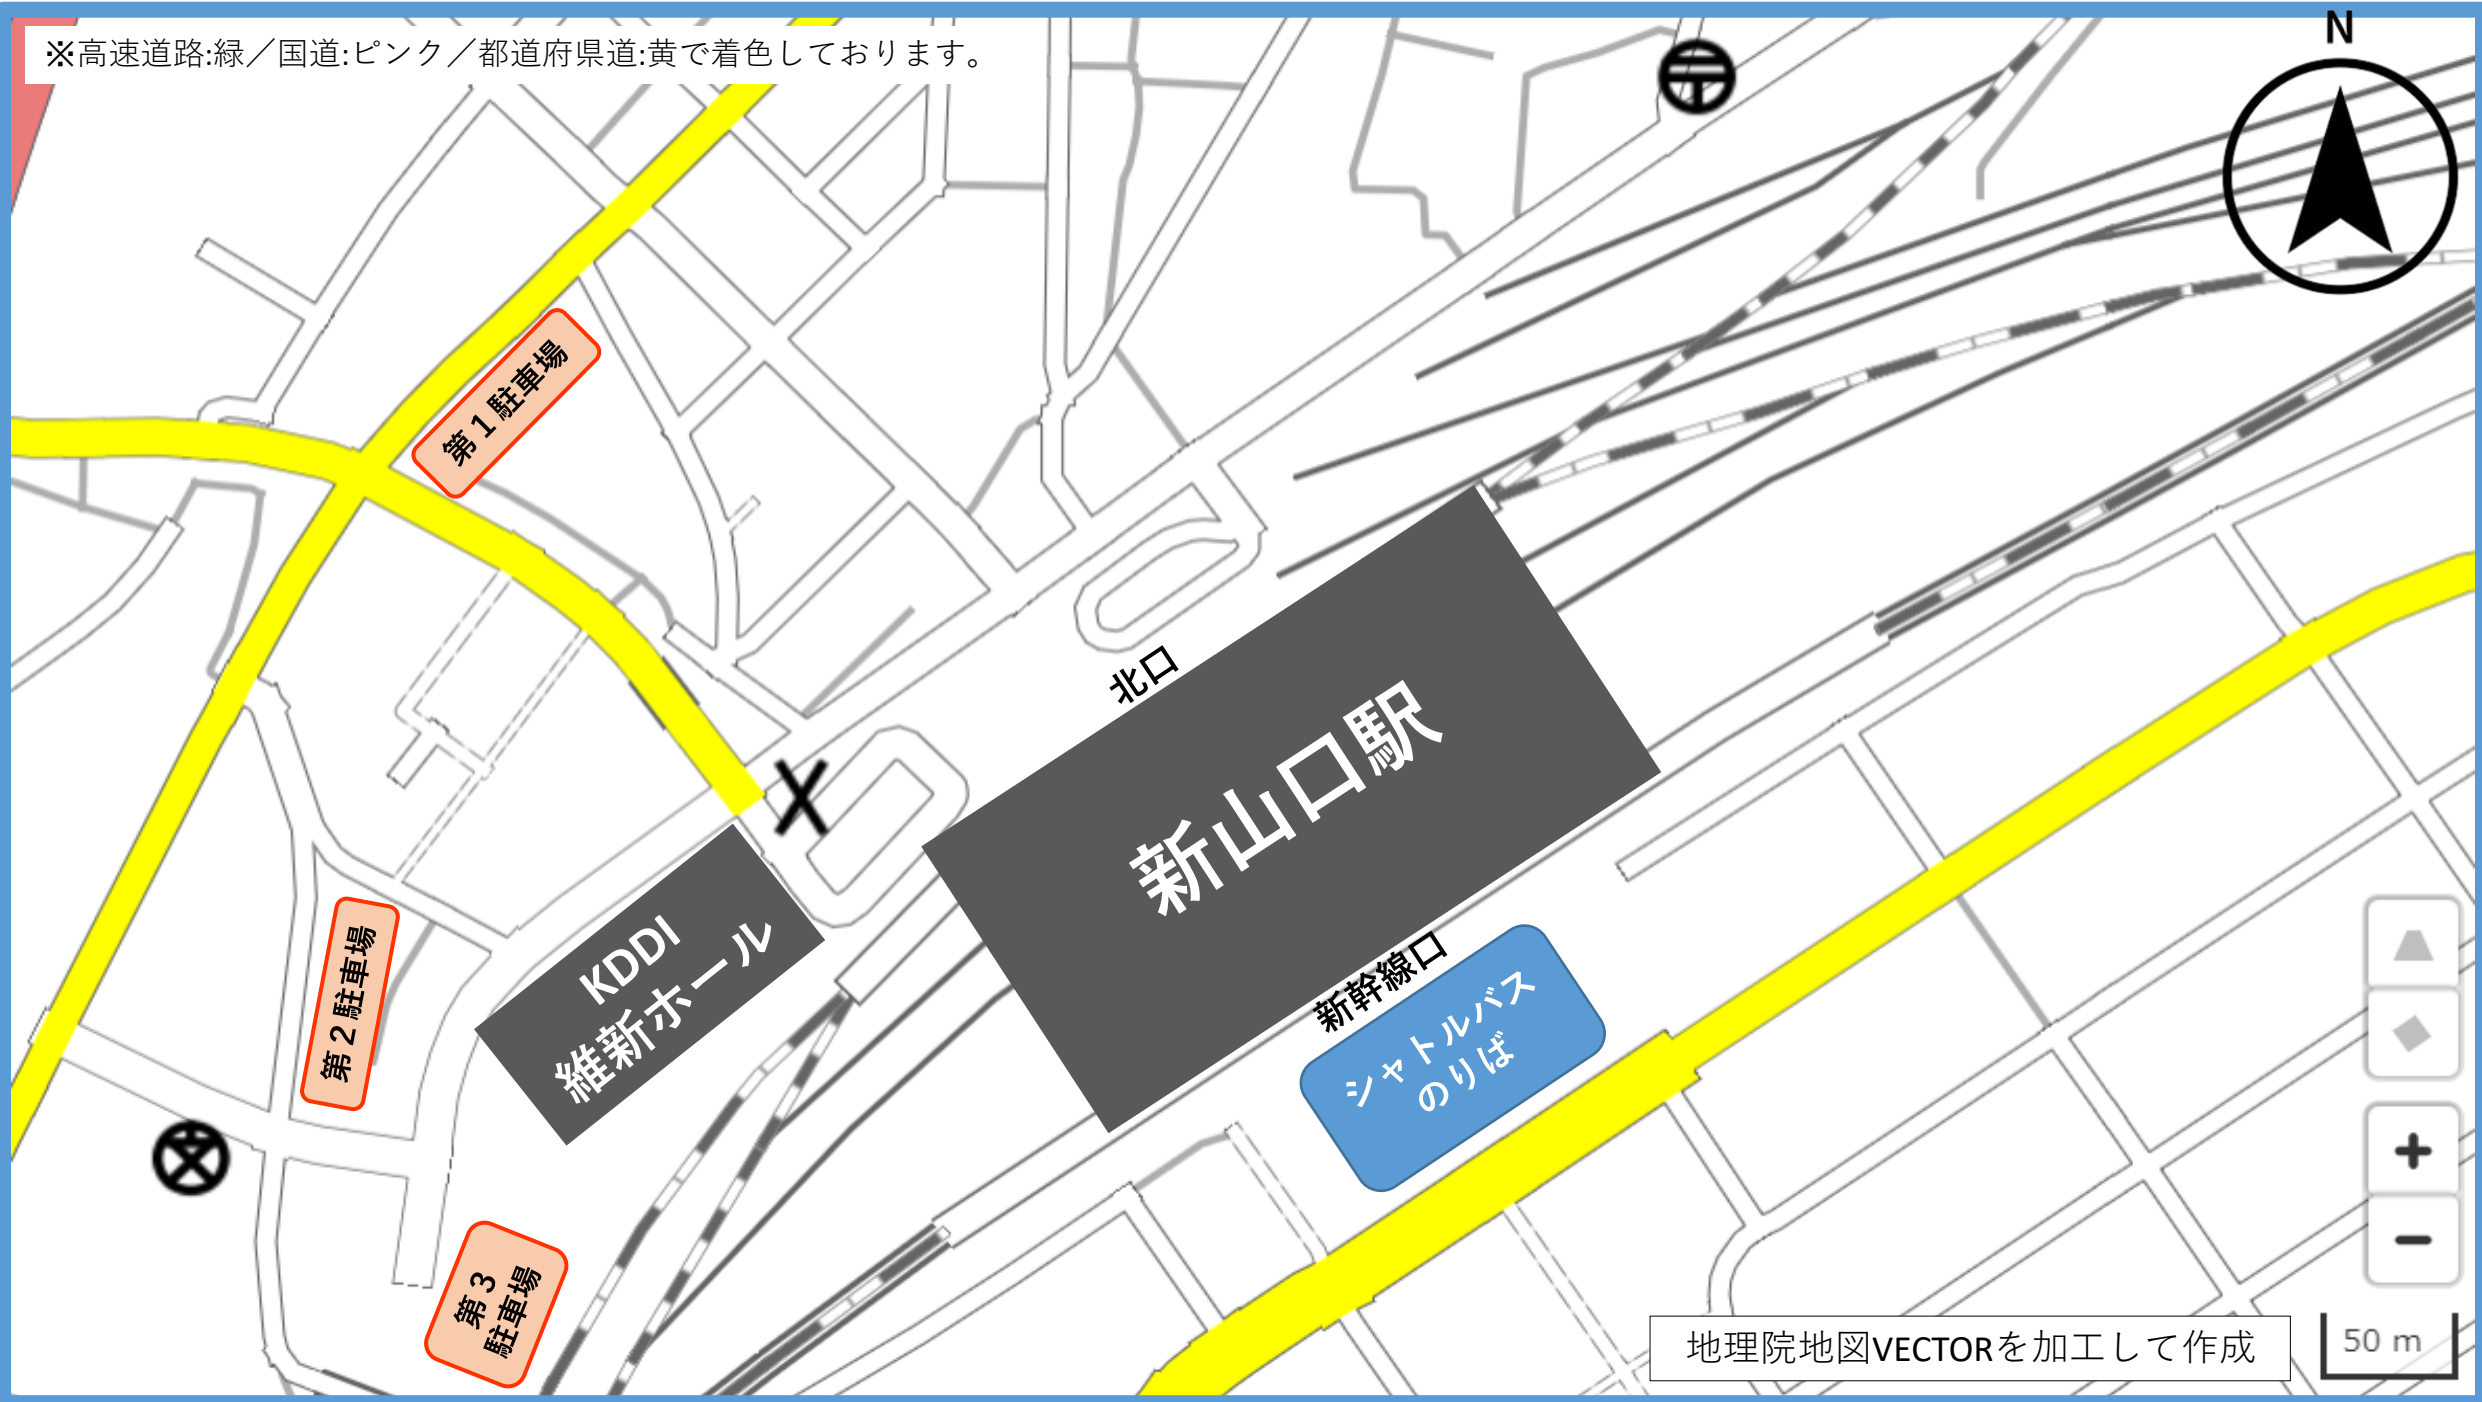 ※高速道路:緑／国道:ピンク／都道府県道:黄で着色しております。
N
第１駐車場
北口
新山口駅
KDDI
維新ホール
第２駐車場
新幹線口
シャトルバス
のりば
第３
駐車場
+
−
地理院地図VECTORを加工して作成
50 m